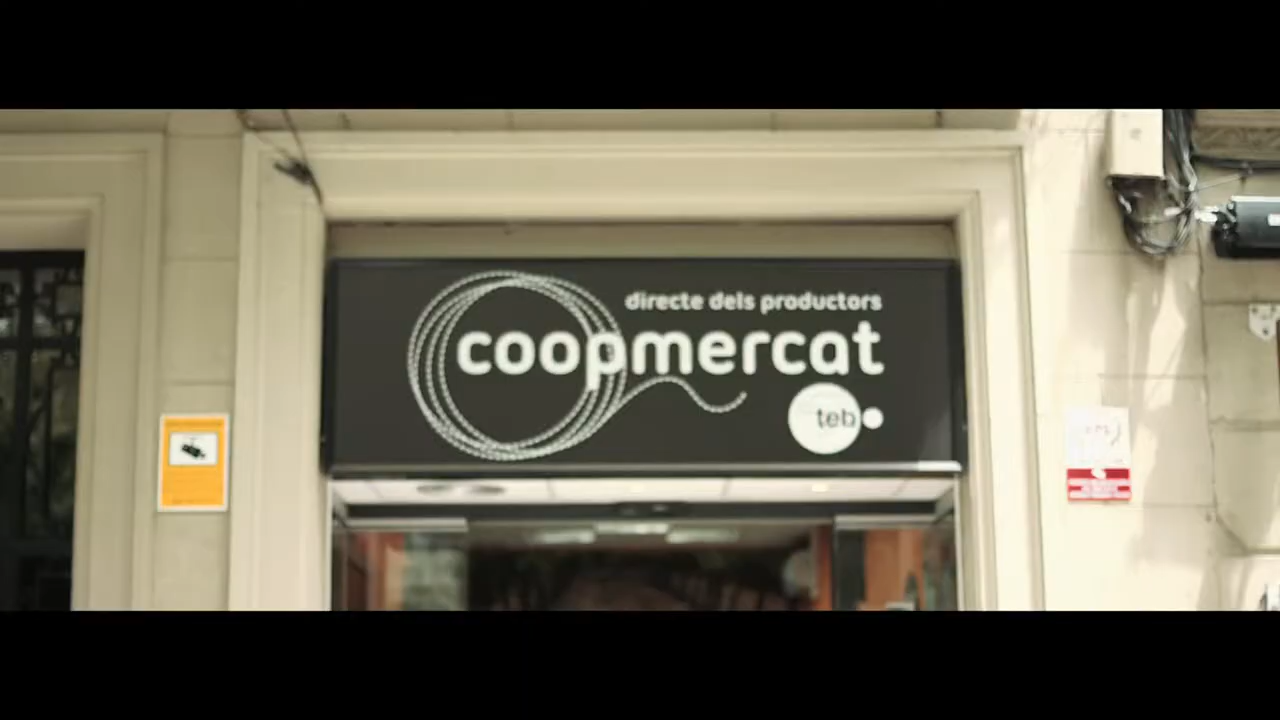 directe dels productors
coopmercat
teb